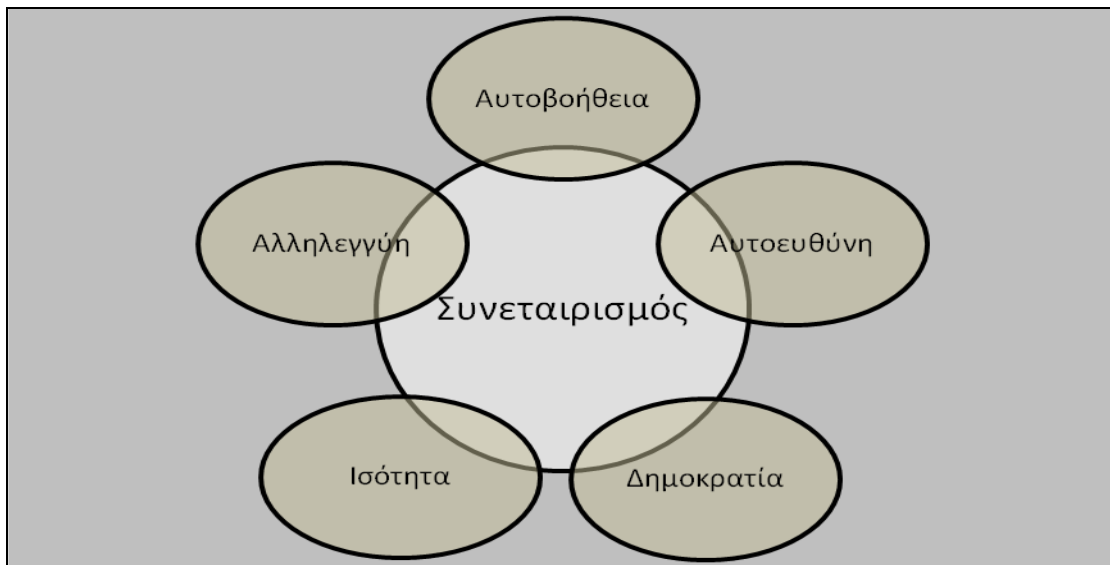 Αυτοβοήθεια
Αλληλεγγύη
Αυτοευθύνη
Συνεταιρισμός
Ισότητα
Δημοκρατία